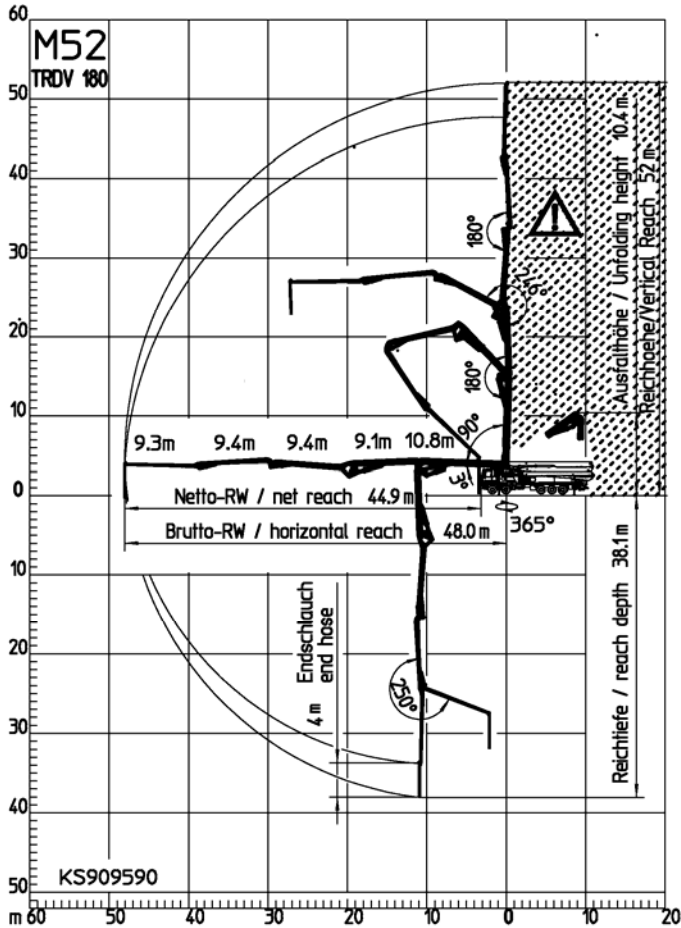 60
M52
TRDV 180
50
40
30
20
10
0
10
20
30
40
50
180°
246°
180°
90°
3°
365°
250°
9.3m
9.4m
9.4m
9.1m
10.8m
Netto-RW / net reach 44.9 m
Brutto-RW / horizontal reach 48.0 m
Ausfalthöhe / Unfolding height 10.4 m
Reichhoehe/Vertical Reach 52 m
Reichtiefe / reach depth 38.1 m
Endschlauch
end hose
4 m
KS909590
m 60 50 40 30 20 10 0 10 20